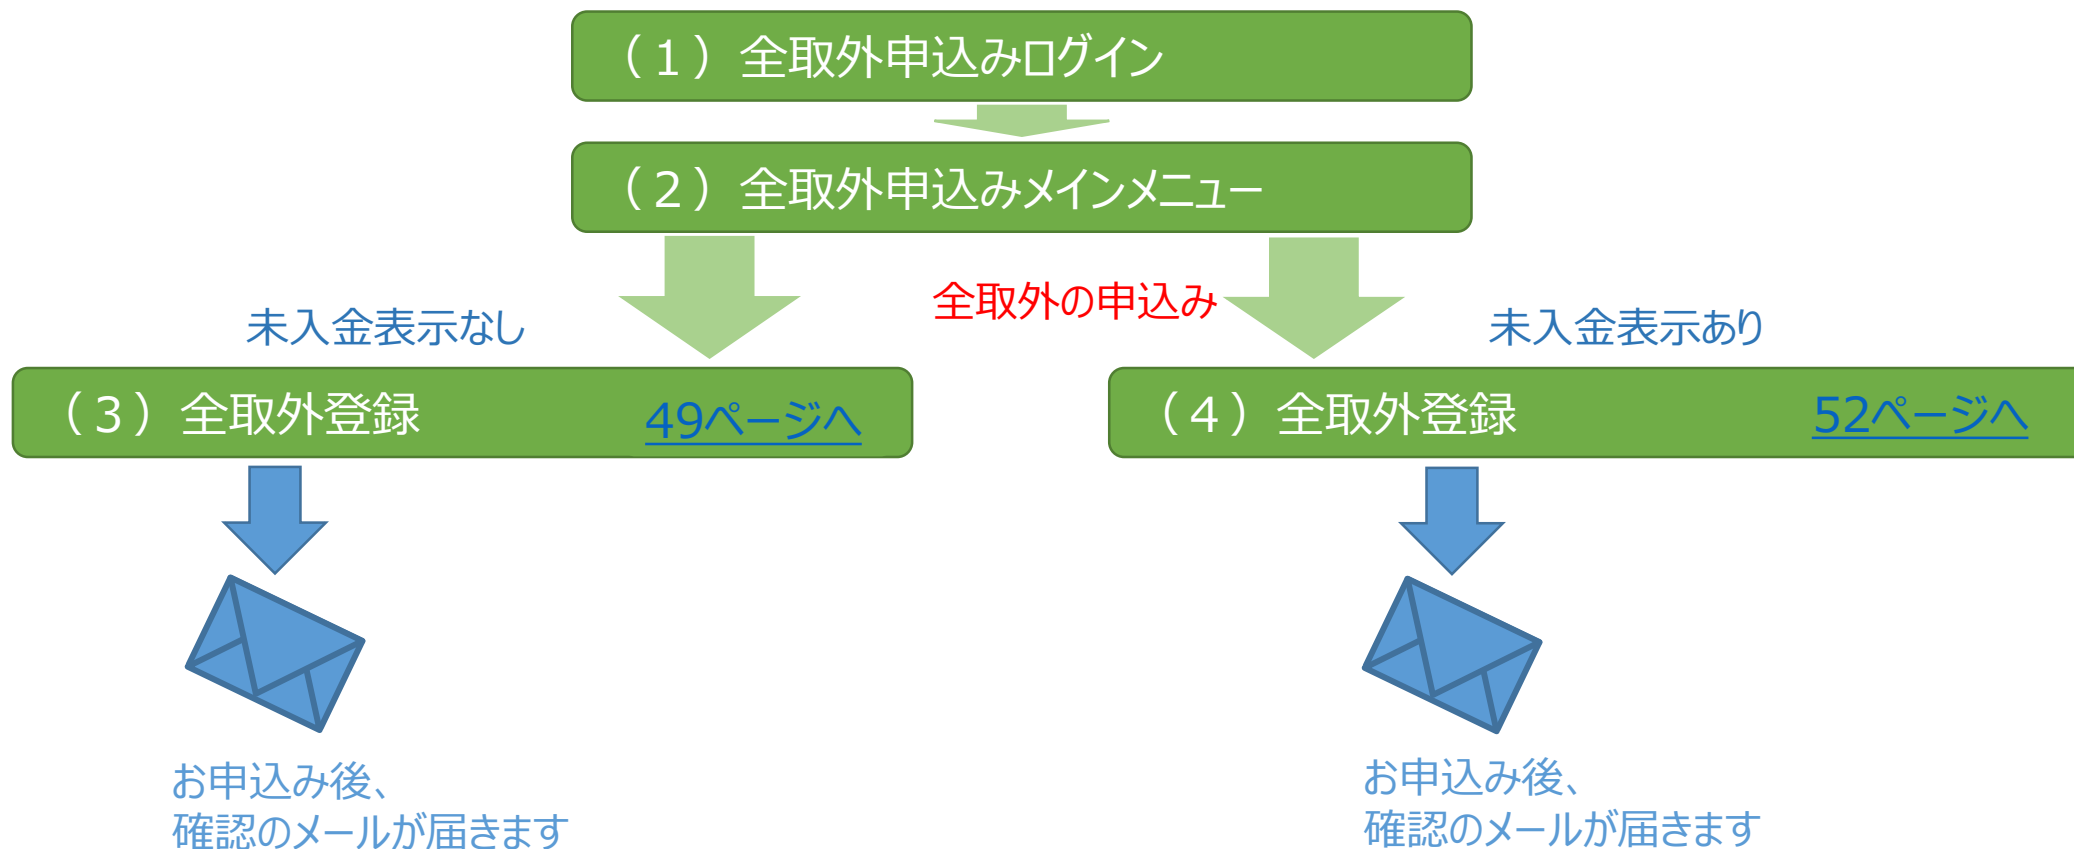 （1）全取外申込みログイン
（2）全取外申込みメインメニュー
全取外の申込み
未入金表示なし
未入金表示あり
（3）全取外登録
49ページへ
（4）全取外登録
52ページへ
お申込み後、
確認のメールが届きます
お申込み後、
確認のメールが届きます